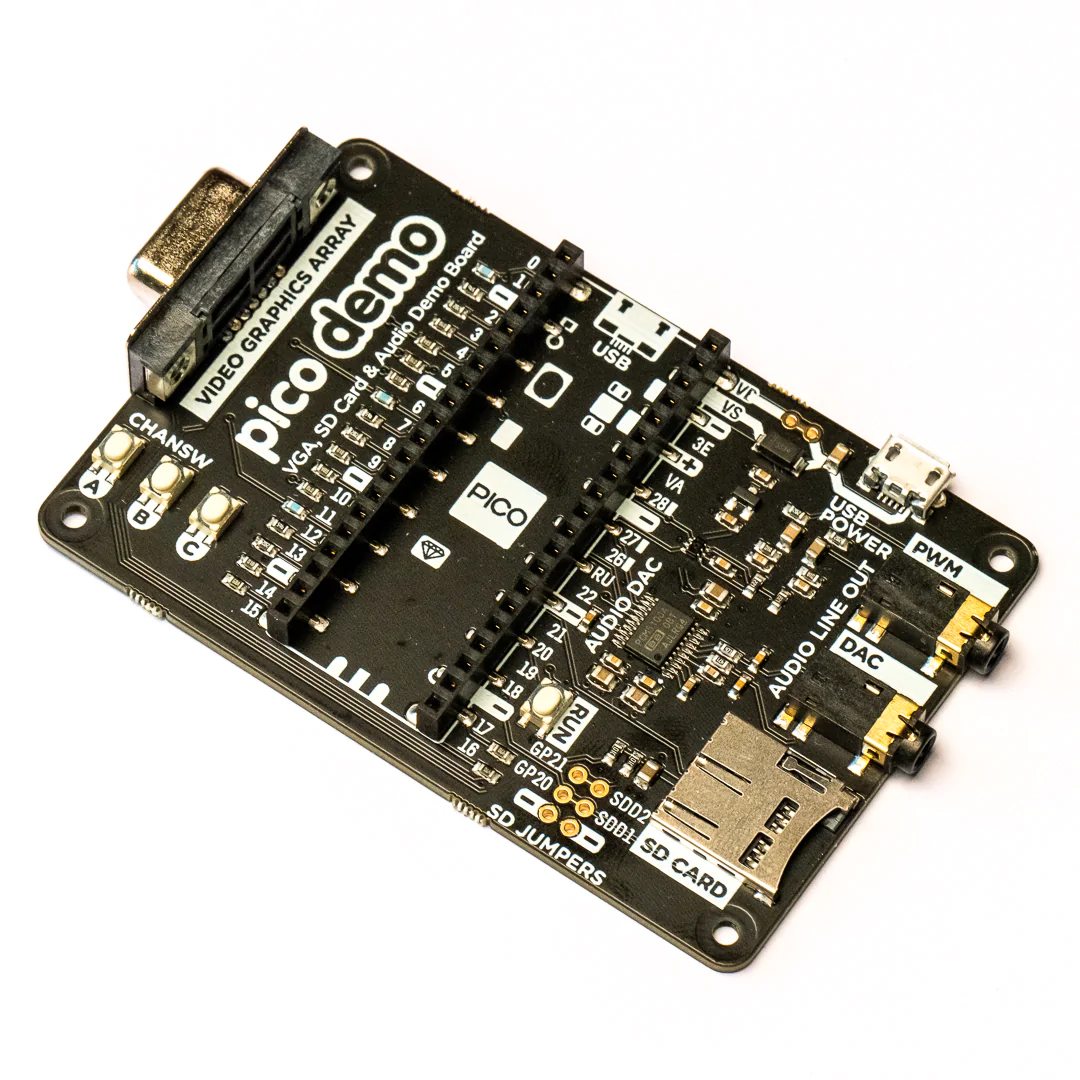 VIDEO GRAPHICS ARRAY
pico demo
VGA, SD Card & Audio Demo Board
CHANSW
A
B
C
0
1
2
3
4
5
6
7
8
9
10
11
12
13
14
15
USB
PICO
VS
3E
+
VA
28
27
26
RU
22
21
20
19
18
17
16
AUDIO DAC
USB
POWER
PWM
AUDIO LINE OUT
DAC
RUN
GP21
GP20
SDD2
SDD1
SD JUMPERS
SD CARD